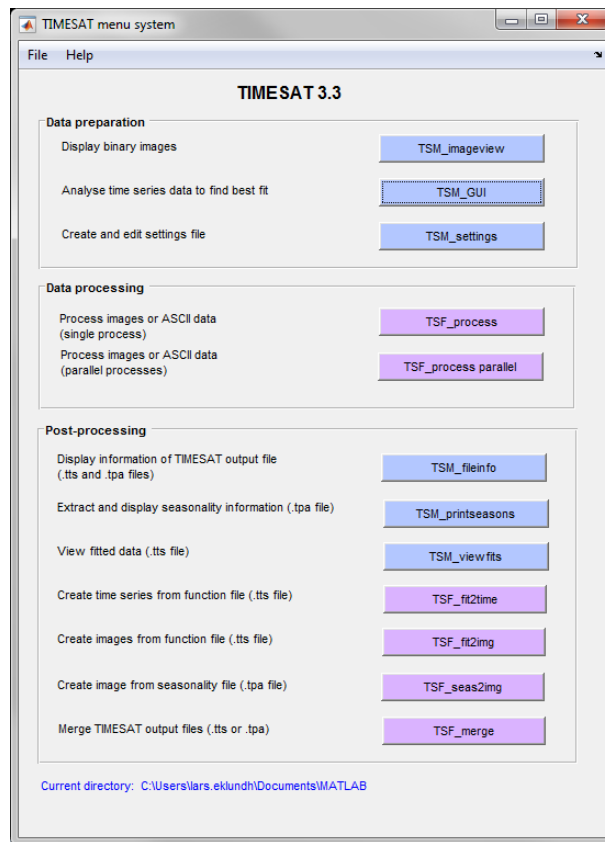 TIMESAT menu system
File Help
TIMESAT 3.3
Data preparation
Display binary images
TSM_imageview
Analyse time series data to find best fit
TSM_GUI
Create and edit settings file
TSM_settings
Data processing
Process images or ASCII data
(single process)
TSF_process
Process images or ASCII data
(parallel processes)
TSF_process parallel
Post-processing
Display information of TIMESAT output file
(.tts and .tpa files)
TSM_fileinfo
Extract and display seasonality information (.tpa file)
TSM_printseasons
View fitted data (.tts file)
TSM_viewfits
Create time series from function file (.tts file)
TSF_fit2time
Create images from function file (.tts file)
TSF_fit2img
Create image from seasonality file (.tpa file)
TSF_seas2img
Merge TIMESAT output files (.tts or .tpa)
TSF_merge
Current directory: C:\Users\lars.eklundh\Documents\MATLAB